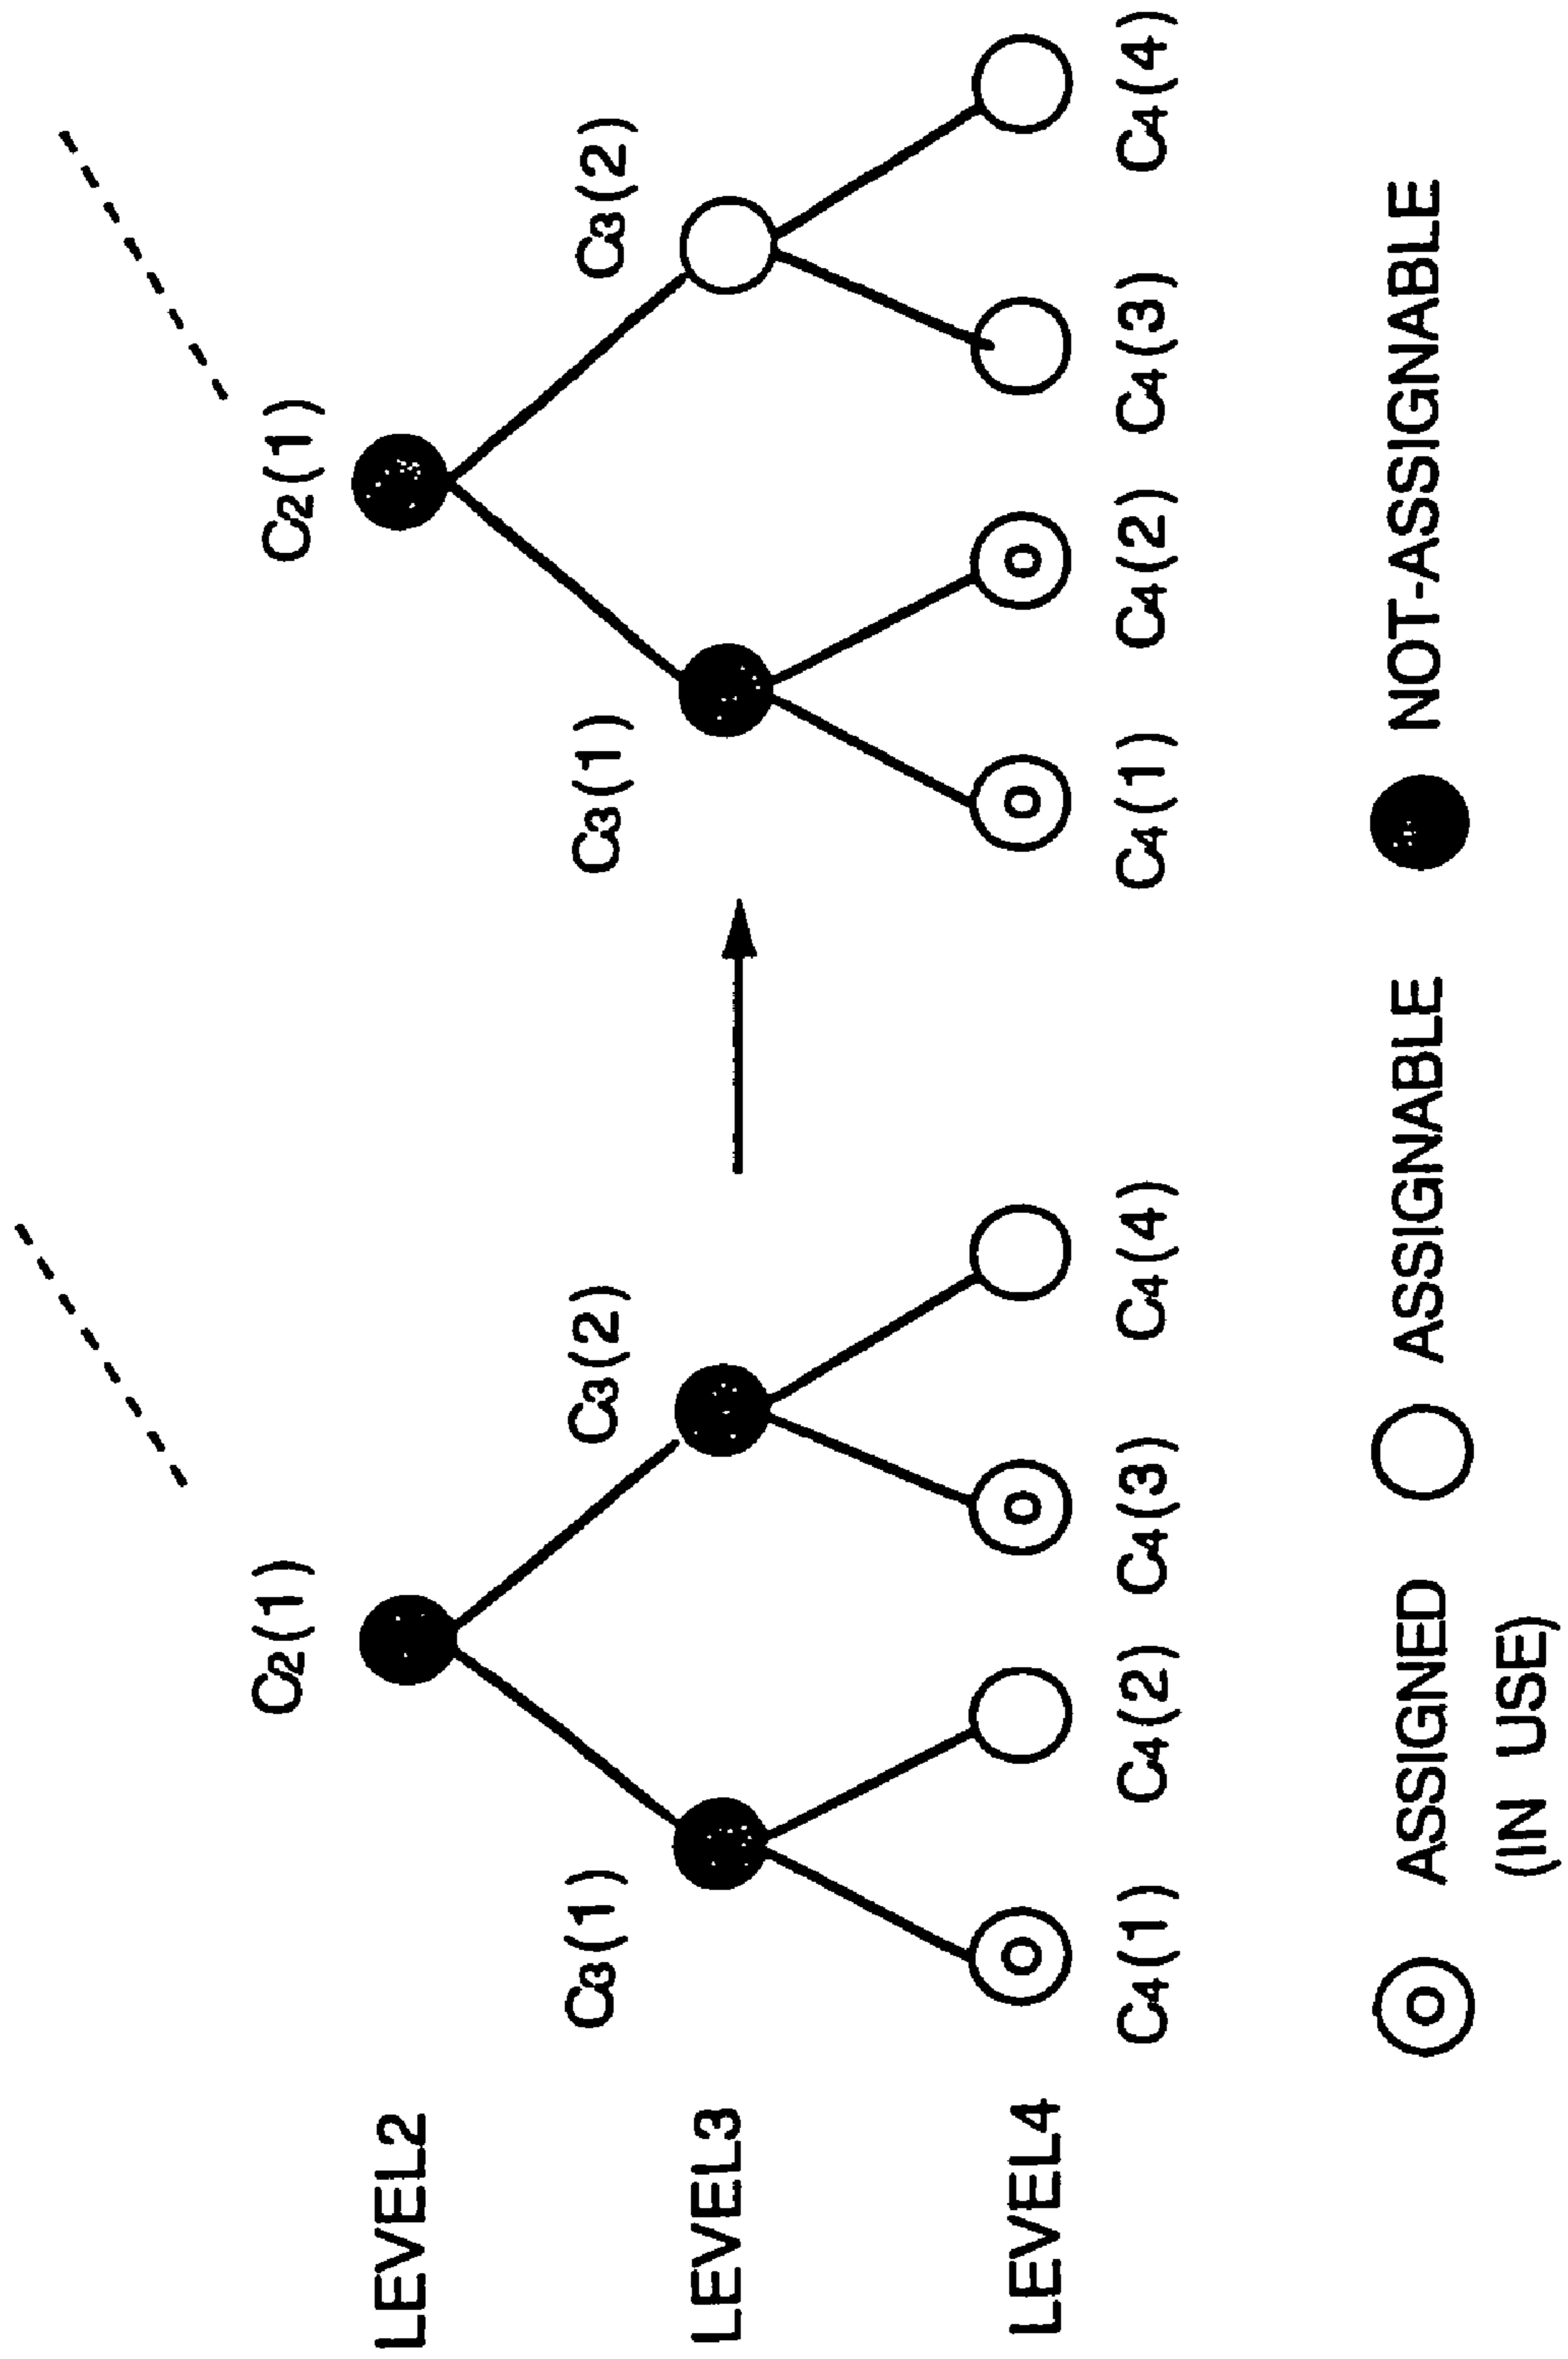 C2(1) C2(1)
LEVEL2
C3(1) C3(2) C3(1) C3(2)
LEVEL3
LEVEL4
C4(1) C4(2) C4(3) C4(4) C4(1) C4(2) C4(3) C4(4)
ASSIGNED ASSIGNABLE NOT-ASSIGNABLE
(IN USE)